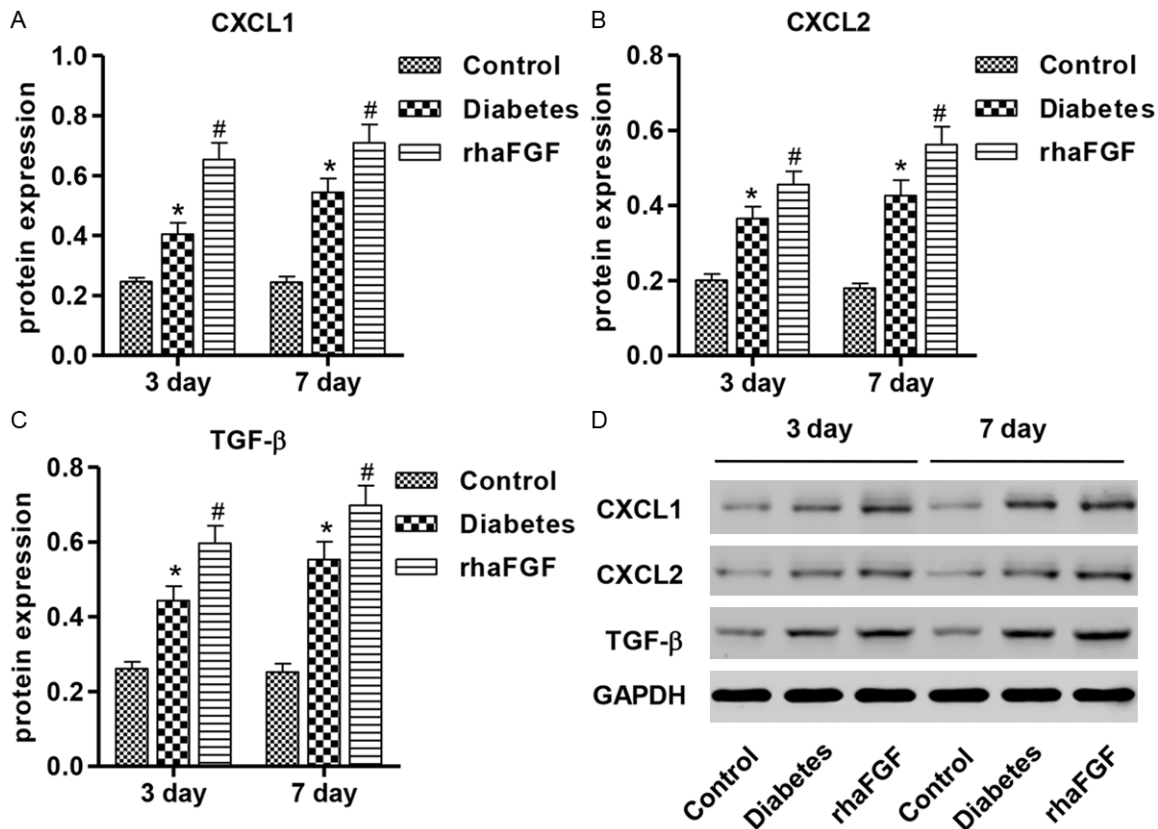 A
CXCL1
protein expression
1.0
0.8
0.6
0.4
0.2
0.0
Control
Diabetes
rhaFGF
*
#
*
#
3 day
7 day
B
CXCL2
protein expression
0.8
0.6
0.4
0.2
0.0
Control
Diabetes
rhaFGF
*
#
*
#
3 day
7 day
C
TGF-β
protein expression
0.8
0.6
0.4
0.2
0.0
Control
Diabetes
rhaFGF
*
#
*
#
3 day
7 day
D
3 day
7 day
CXCL1
CXCL2
TGF-β
GAPDH
Control
Diabetes
rhaFGF
Control
Diabetes
rhaFGF